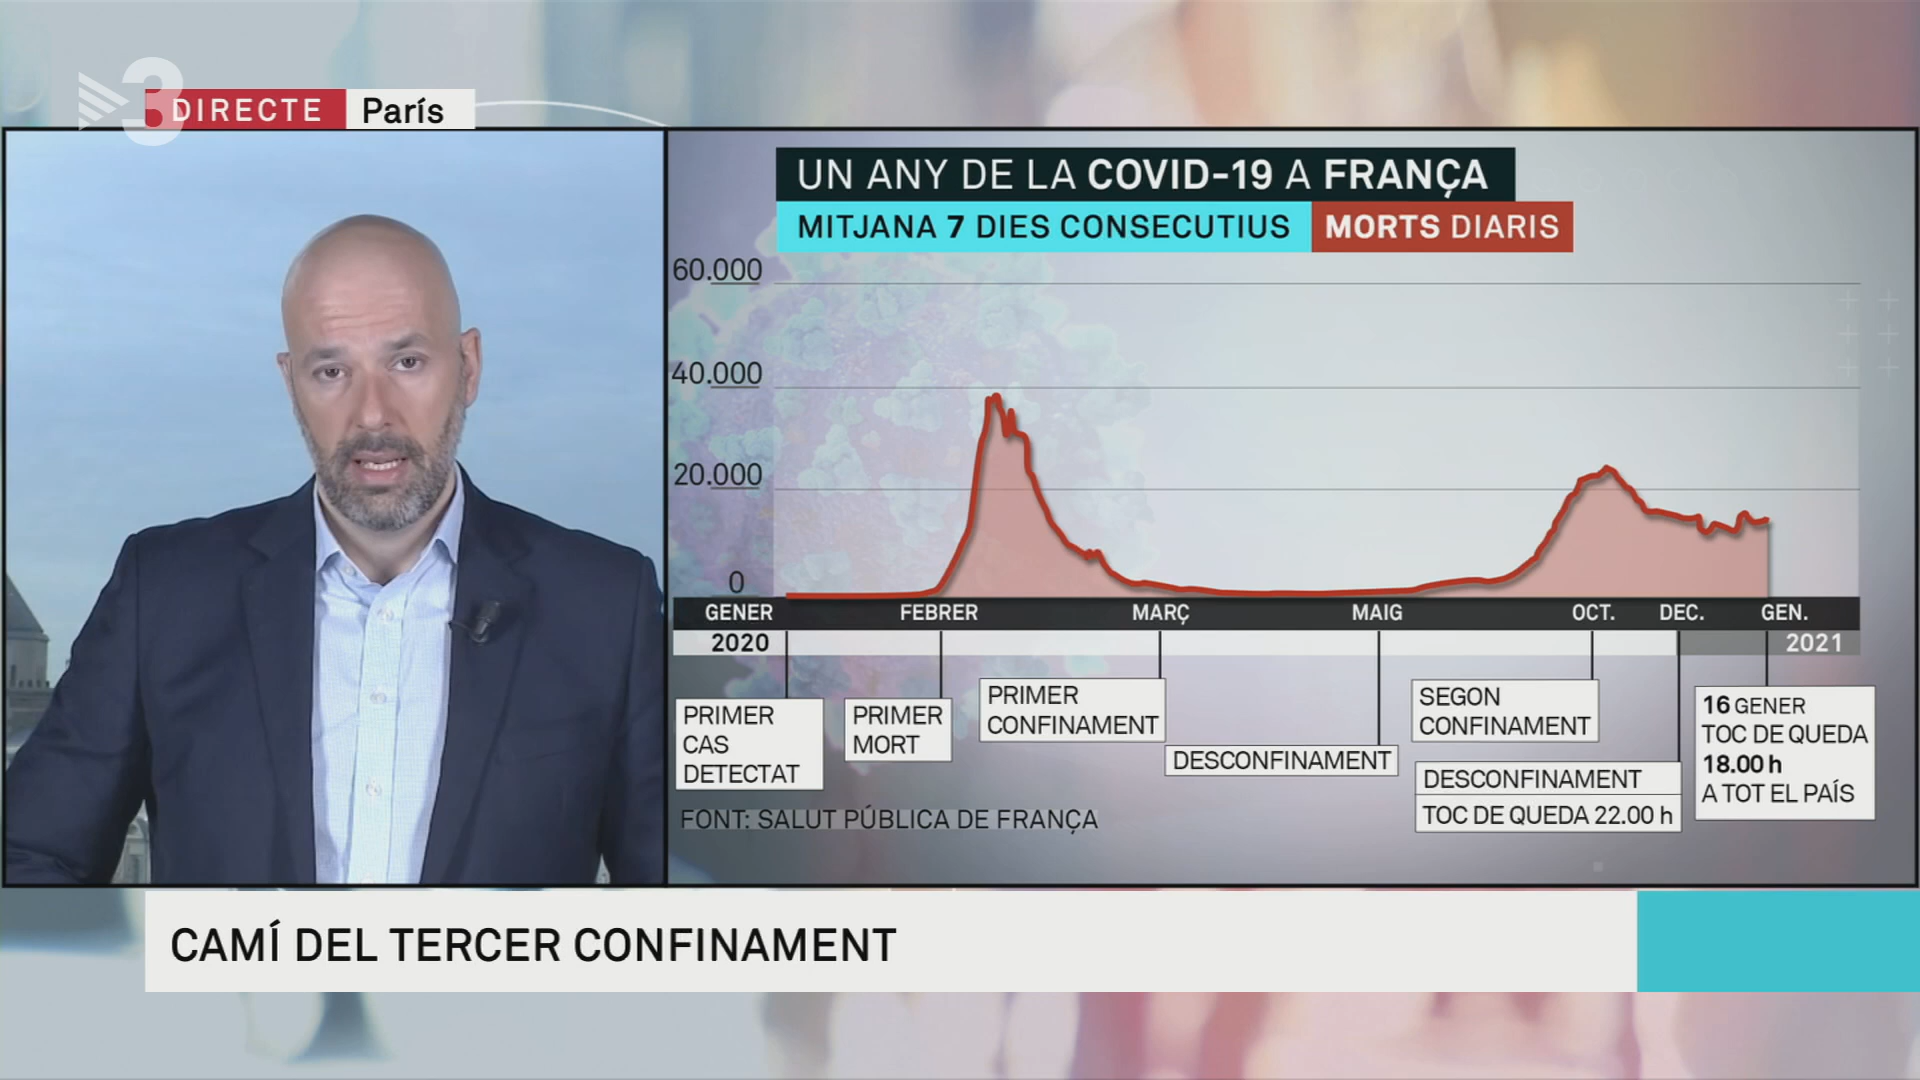 3
DIRECTE
París
UN ANY DE LA COVID-19 A FRANÇA
MITJANA 7 DIES CONSECUTIUS
MORTS DIARIS
60.000
40.000
20.000
0
GENER
FEBRER
MARÇ
MAIG
OCT.
DEC.
GEN.
2020
2021
PRIMER
CAS
DETECTAT
PRIMER
MORT
PRIMER
CONFINAMENT
DESCONFINAMENT
SEGON
CONFINAMENT
DESCONFINAMENT
TOC DE QUEDA 22.00 h
16 GENER
TOC DE QUEDA
18.00 h
A TOT EL PAÍS
FONT: SALUT PÚBLICA DE FRANÇA
CAMÍ DEL TERCER CONFINAMENT